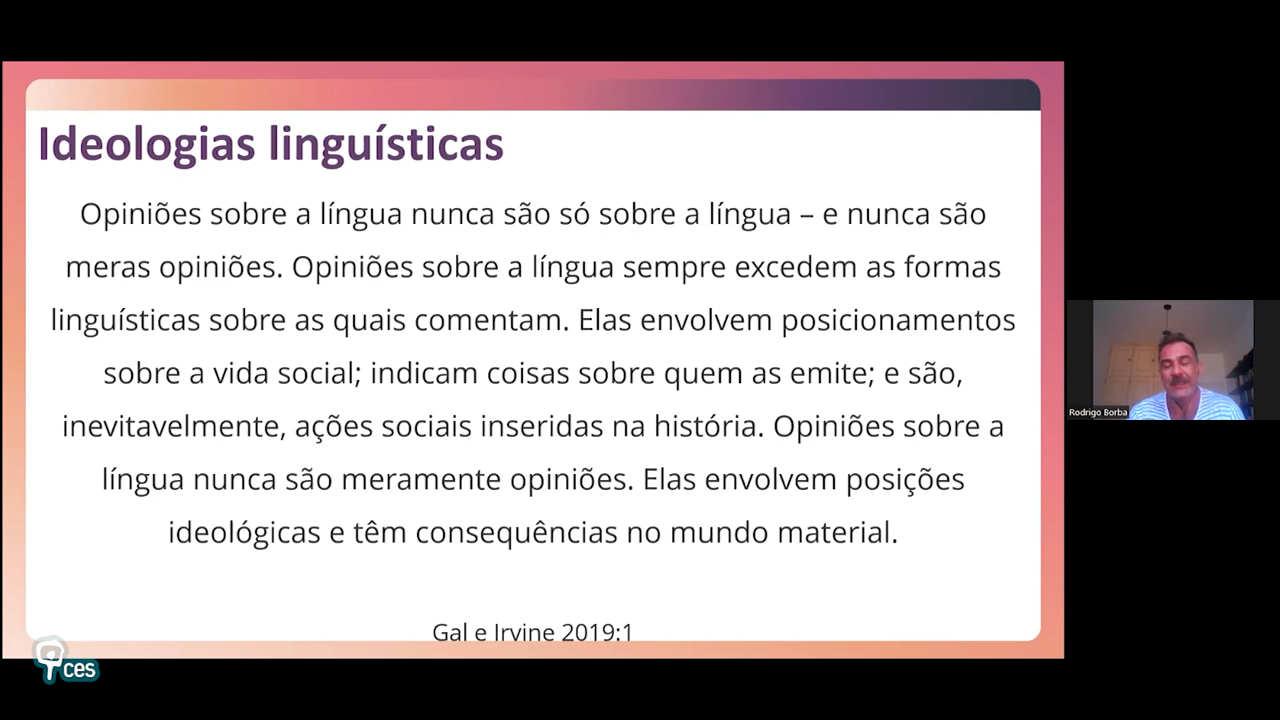 Ideologias linguísticas
Opiniões sobre a língua nunca são só sobre a língua – e nunca são
meras opiniões. Opiniões sobre a língua sempre excedem as formas
linguísticas sobre as quais comentam. Elas envolvem posicionamentos
sobre a vida social; indicam coisas sobre quem as emite; e são,
inevitavelmente, ações sociais inseridas na história. Opiniões sobre a
língua nunca são meramente opiniões. Elas envolvem posições
ideológicas e têm consequências no mundo material.
Gal e Irvine 2019:1
ces
Rodrigo Borba